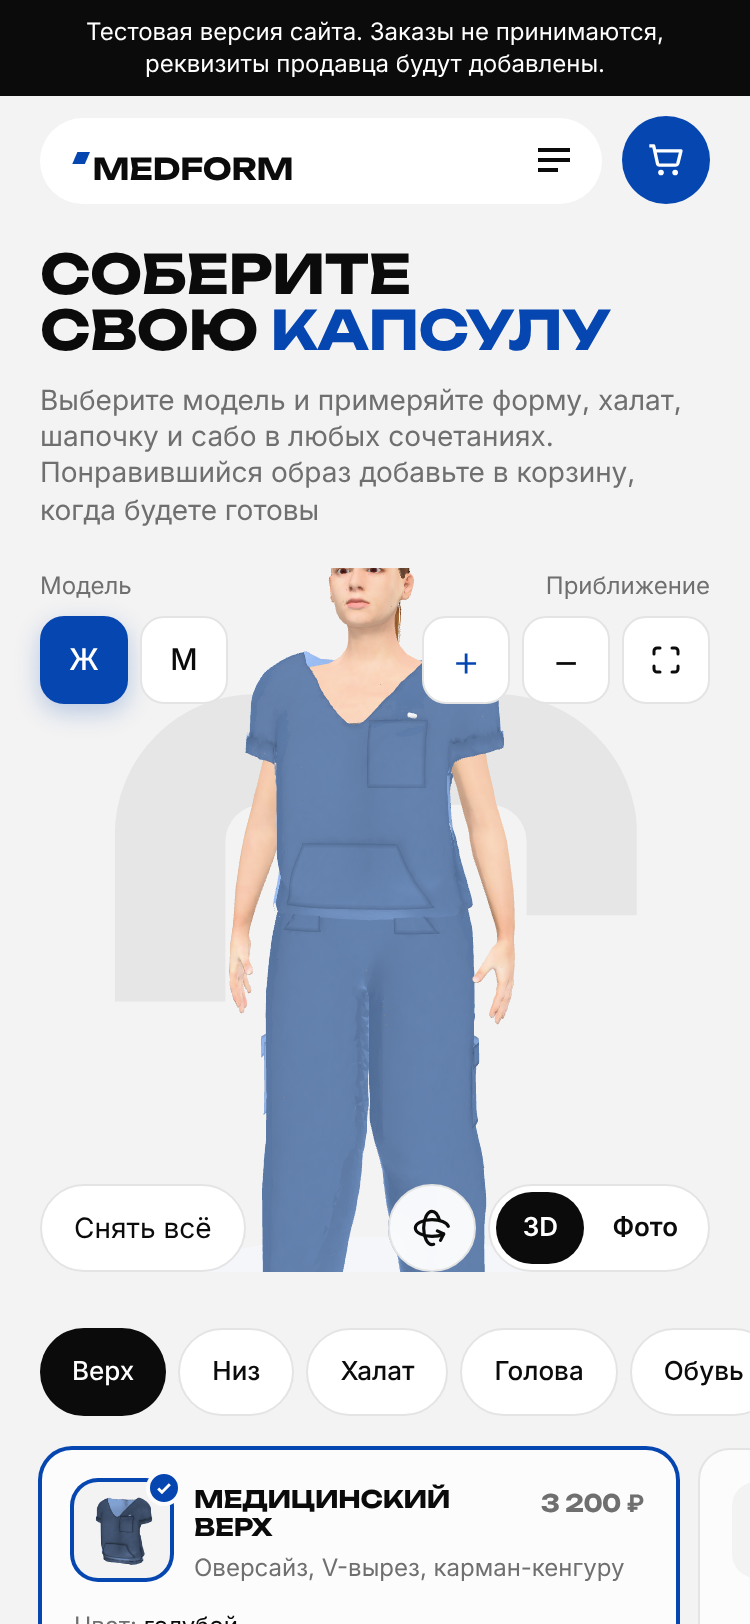 Тестовая версия сайта. Заказы не принимаются,
реквизиты продавца будут добавлены.
MEDFORM
СОБЕРИТЕ
СВОЮ КАПСУЛУ
Выберите модель и примеряйте форму, халат,
шапочку и сабо в любых сочетаниях.
Понравившийся образ добавьте в корзину,
когда будете готовы
Модель
Приближение
Ж
М
+
−
Снять всё
3D
Фото
Верх
Низ
Халат
Голова
Обувь
МЕДИЦИНСКИЙ
ВЕРХ
3 200 ₽
Оверсайз, V-вырез, карман-кенгуру
Цвет: голубой